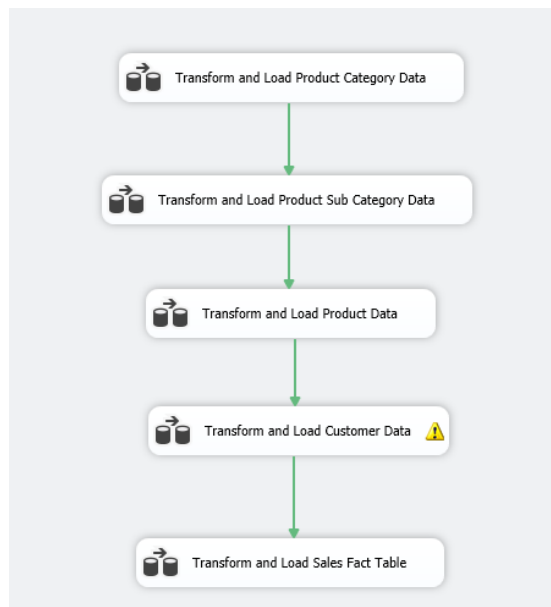 Transform and Load Product Category Data
Transform and Load Product Sub Category Data
Transform and Load Product Data
Transform and Load Customer Data
Transform and Load Sales Fact Table